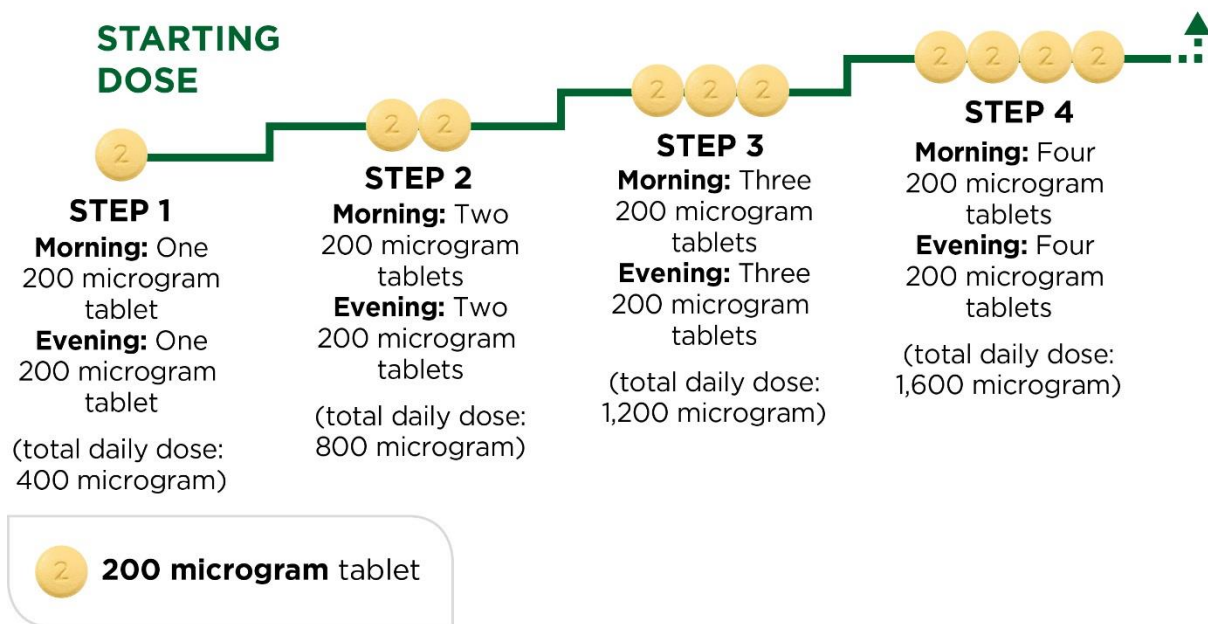 STARTING
DOSE
2
STEP 1
Morning: One
200 microgram
tablet
Evening: One
200 microgram
tablet
(total daily dose:
400 microgram)
2 2
STEP 2
Morning: Two
200 microgram
tablets
Evening: Two
200 microgram
tablets
(total daily dose:
800 microgram)
2 2 2
STEP 3
Morning: Three
200 microgram
tablets
Evening: Three
200 microgram
tablets
(total daily dose:
1,200 microgram)
2 2 2 2
STEP 4
Morning: Four
200 microgram
tablets
Evening: Four
200 microgram
tablets
(total daily dose:
1,600 microgram)
2 200 microgram tablet